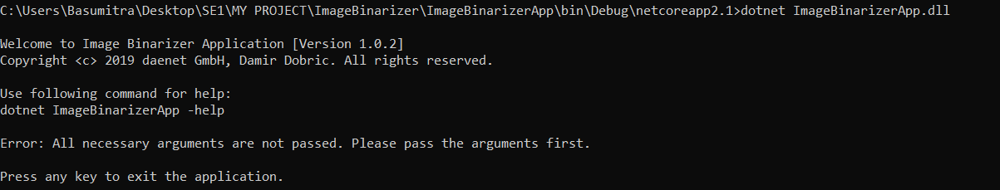 C:\Users\Basumitra\Desktop\SE1\MY PROJECT\ImageBinarizer\ImageBinarizerApp\bin\Debug\netcoreapp2.1>dotnet ImageBinarizerApp.dll
Welcome to Image Binarizer Application [Version 1.0.2]
Copyright <c> 2019 daenet GmbH, Damir Dobric. All rights reserved.
Use following command for help:
dotnet ImageBinarizerApp -help
Error: All necessary arguments are not passed. Please pass the arguments first.
Press any key to exit the application.